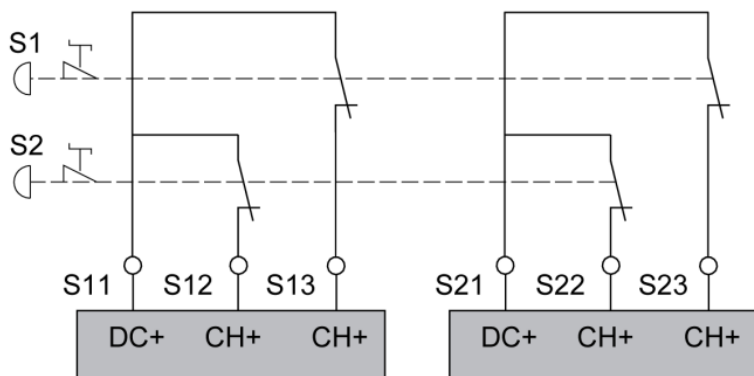 S1
S2
S11 S12 S13 S21 S22 S23
DC+ CH+ CH+ DC+ CH+ CH+